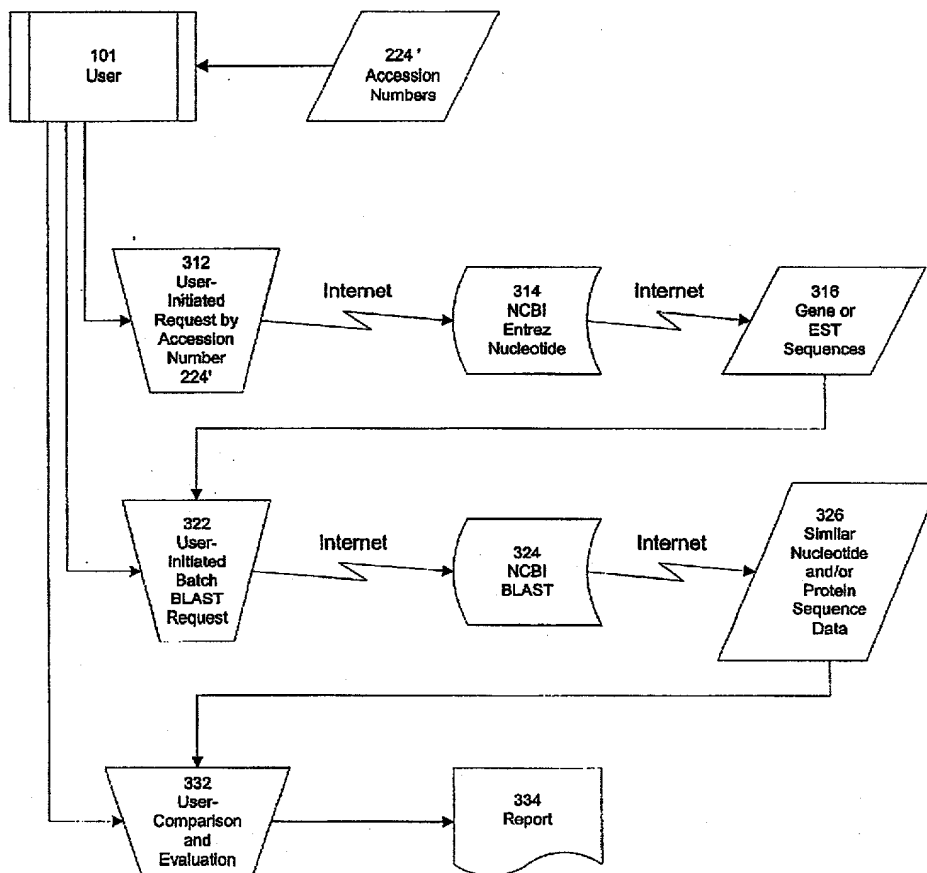 101
User
224'
Accession
Numbers
312
User-
Initiated
Request by
Accession
Number
224'
Internet
314
NCBI
Entrez
Nucleotide
Internet
316
Gene or
EST
Sequences
322
User-
Initiated
Batch
BLAST
Request
Internet
324
NCBI
BLAST
Internet
326
Similar
Nucleotide
and/or
Protein
Sequence
Data
332
User-
Comparison
and
Evaluation
334
Report